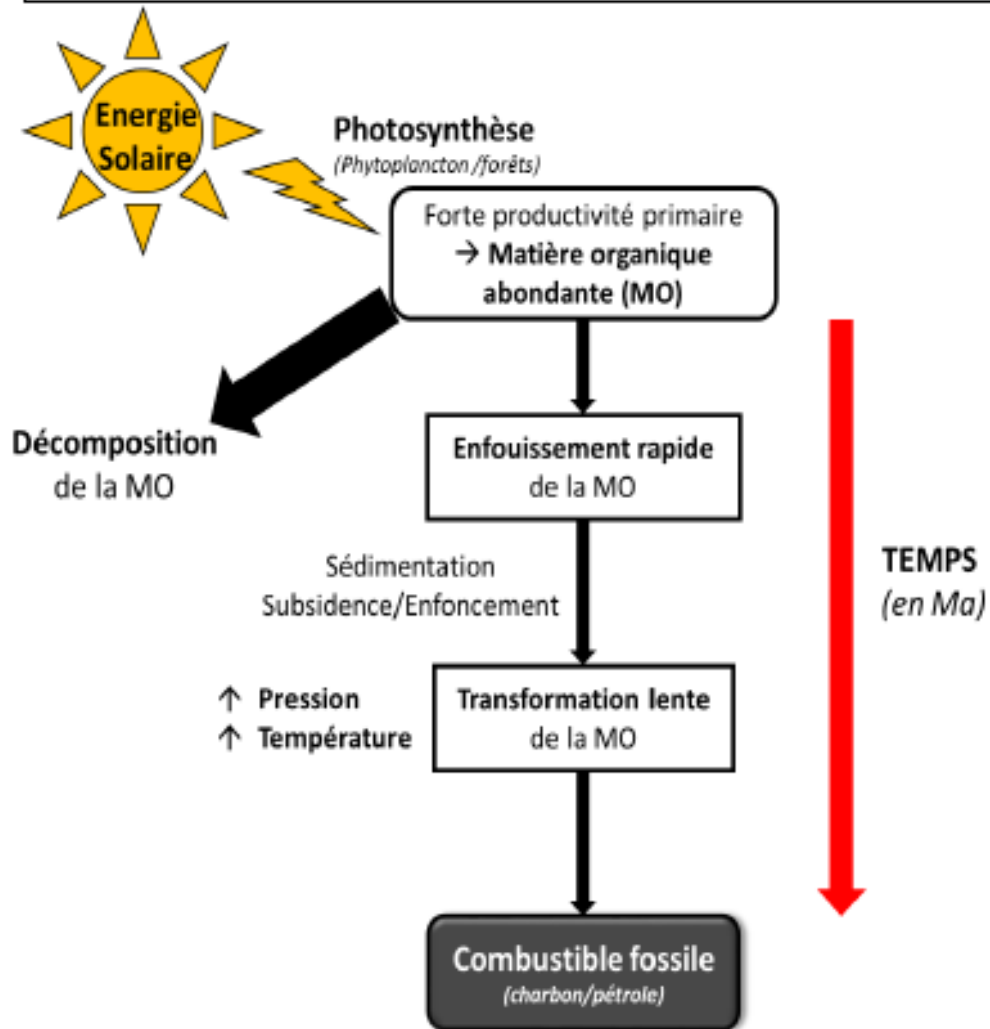 Energie
Solaire
Photosynthèse
(Phytoplancton/forêts)
Forte productivité primaire
→ Matière organique
abondante (MO)
Décomposition
de la MO
Enfouissement rapide
de la MO
Sédimentation
Subsidence/Enfoncement
TEMPS
(en Ma)
↑ Pression
↑ Température
Transformation lente
de la MO
Combustible fossile
(charbon/pétrole)